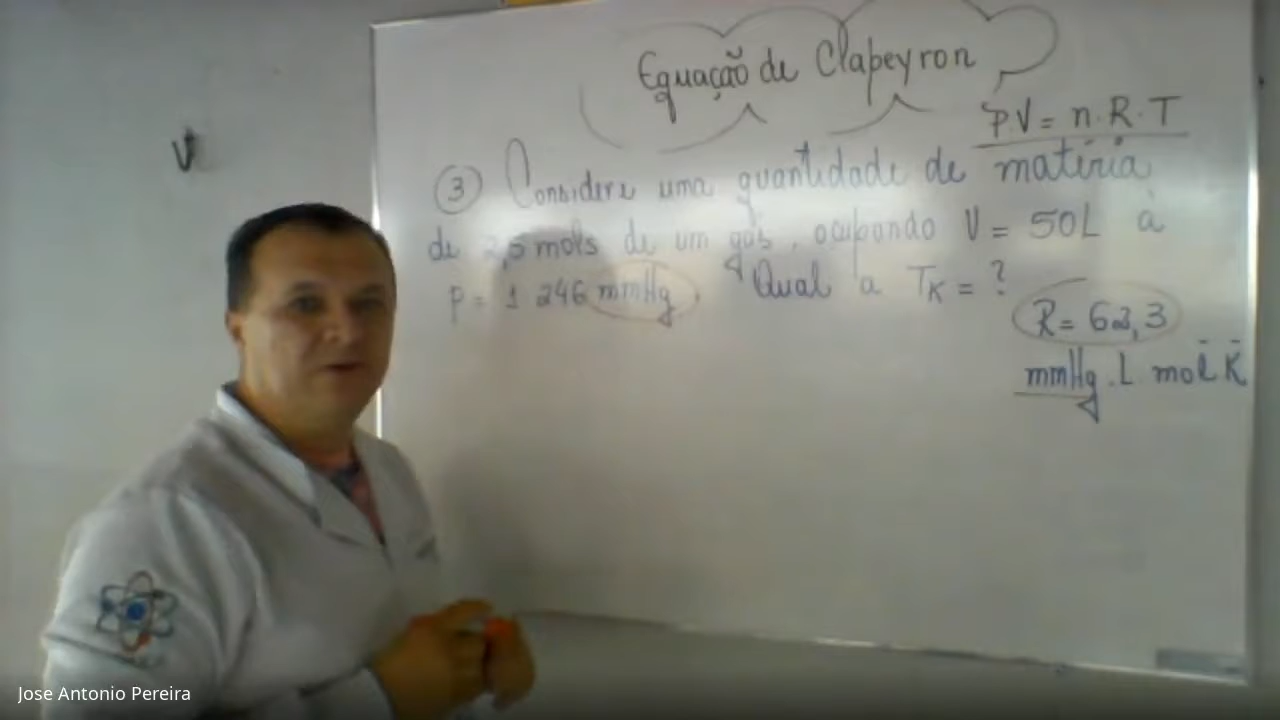 Equação de Clapeyron
P.V = n.R.T
3 Considere uma quantidade de matéria
de 2,5 mols de um gás, ocupando V = 50L à
P = 1 246 mmHg. Qual a TK = ?
R = 62,3
mmHg.L mol⁻ K⁻
Jose Antonio Pereira